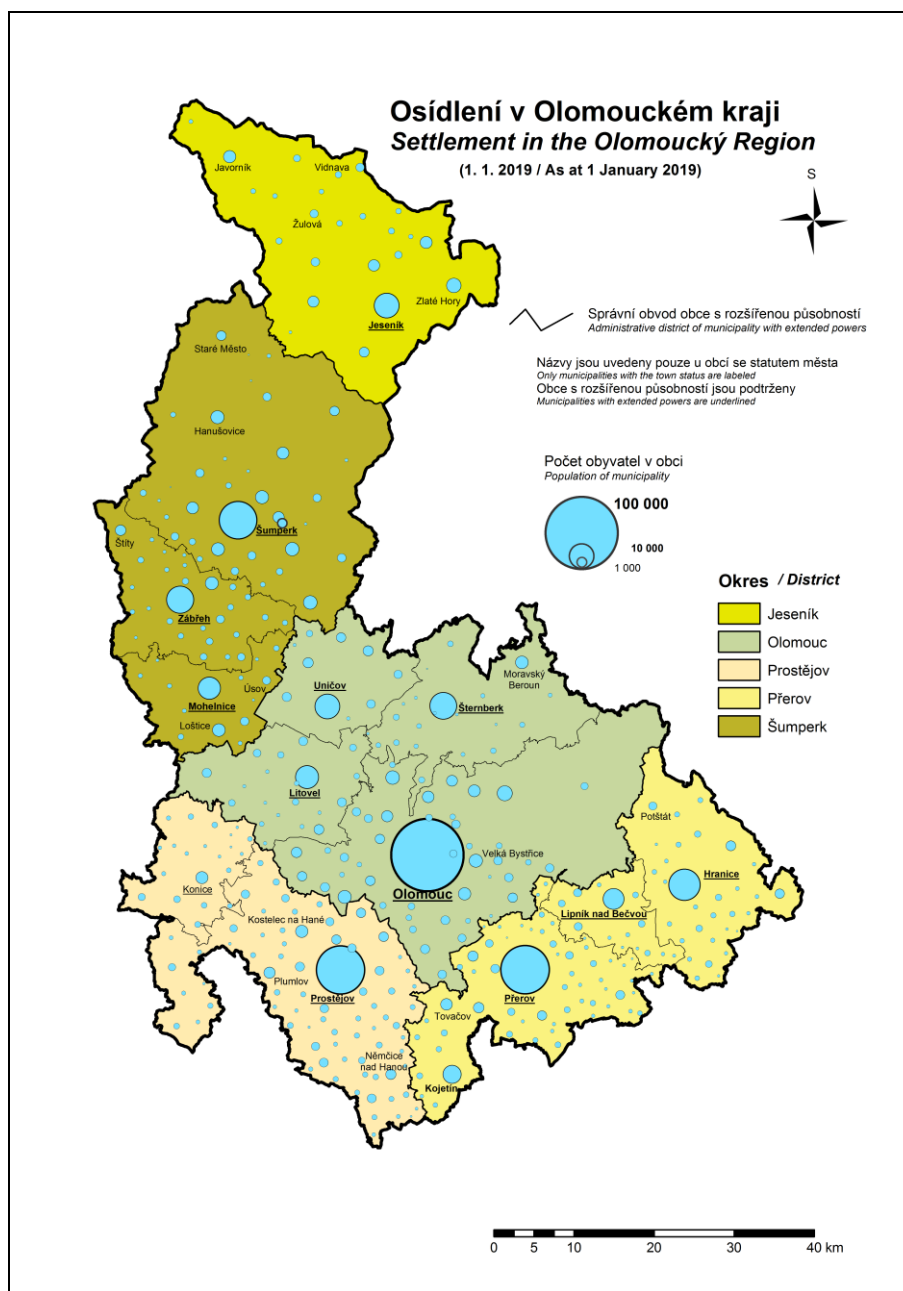 Osídlení v Olomouckém kraji
Settlement in the Olomoucký Region
(1. 1. 2019 / As at 1 January 2019)
S
Javorník
Vidnava
Žulová
Zlaté Hory
Jeseník
Správní obvod obce s rozšířenou působností
Administrative district of municipality with extended powers
Staré Město
Názvy jsou uvedeny pouze u obcí se statutem města
Only municipalities with the town status are labeled
Obce s rozšířenou působností jsou podtrženy
Municipalities with extended powers are underlined
Hanušovice
Počet obyvatel v obci
Population of municipality
100 000
10 000
1 000
Šumperk
Štíty
Okres / District
Jeseník
Olomouc
Prostějov
Přerov
Šumperk
Zábřeh
Moravský
Beroun
Úsov
Uničov
Mohelnice
Šternberk
Loštice
Litovel
Potštát
Velká Bystřice
Hranice
Konice
Olomouc
Lipník nad Bečvou
Kostelec na Hané
Plumlov
Prostějov
Přerov
Tovačov
Němčice
nad Hanou
Kojetín
0 5 10 20 30 40 km